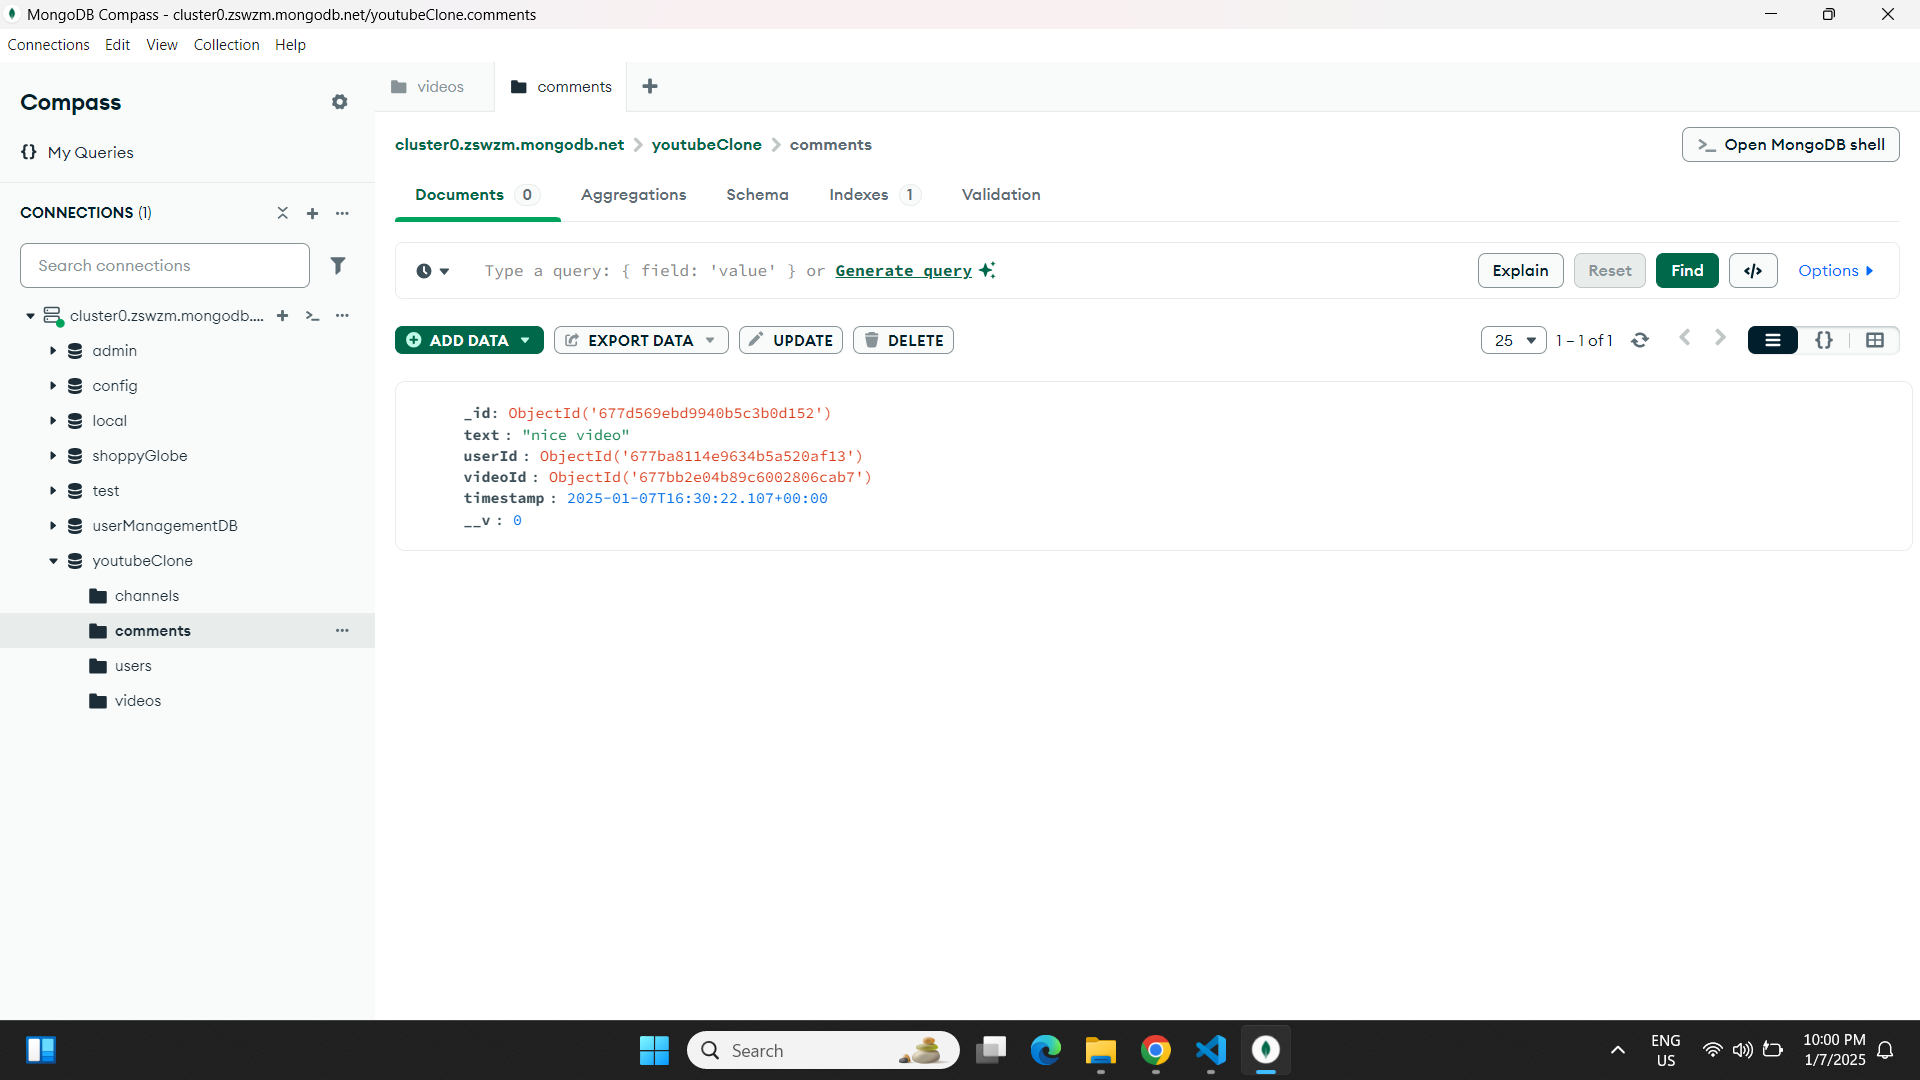 MongoDB Compass - cluster0.zswzm.mongodb.net/youtubeClone.comments
Connections Edit View Collection Help
Compass
{} My Queries
CONNECTIONS (1)
Search connections
cluster0.zswzm.mongodb....
admin
config
local
shoppyGlobe
test
userManagementDB
youtubeClone
channels
comments
users
videos
videos comments
cluster0.zswzm.mongodb.net youtubeClone comments
>_ Open MongoDB shell
Documents 0 Aggregations Schema Indexes 1 Validation
Type a query: { field: 'value' } or Generate query
Explain Reset Find </> Options
ADD DATA EXPORT DATA UPDATE DELETE
25 1 – 1 of 1 {}
_id: ObjectId('677d569ebd9940b5c3b0d152')
text : "nice video"
userId : ObjectId('677ba8114e9634b5a520af13')
videoId : ObjectId('677bb2e04b89c6002806cab7')
timestamp : 2025-01-07T16:30:22.107+00:00
__v : 0
Search
ENG
US
10:00 PM
1/7/2025